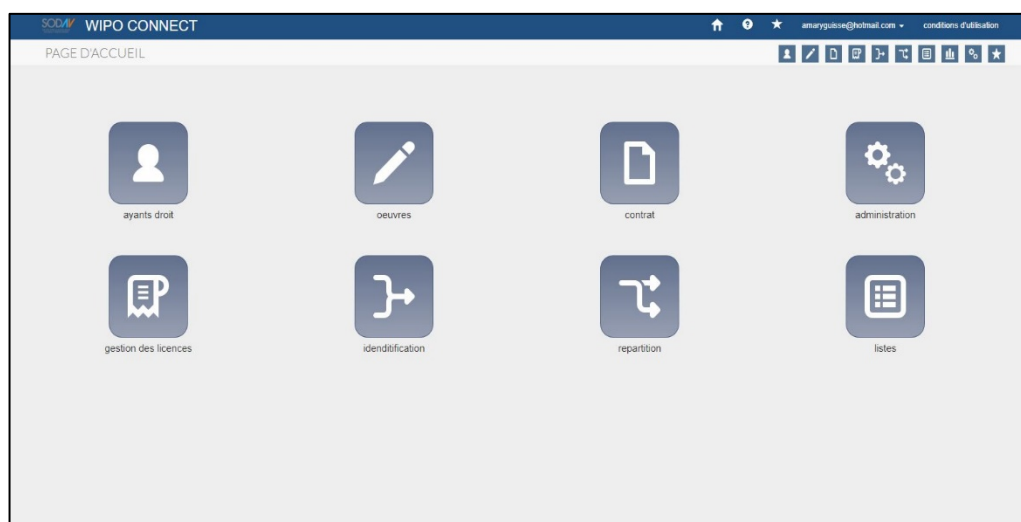 SODAV WIPO CONNECT amaryguisse@hotmail.com conditions d'utilisation
PAGE D'ACCUEIL
ayants droit oeuvres contrat administration
gestion des licences idenditification repartition listes